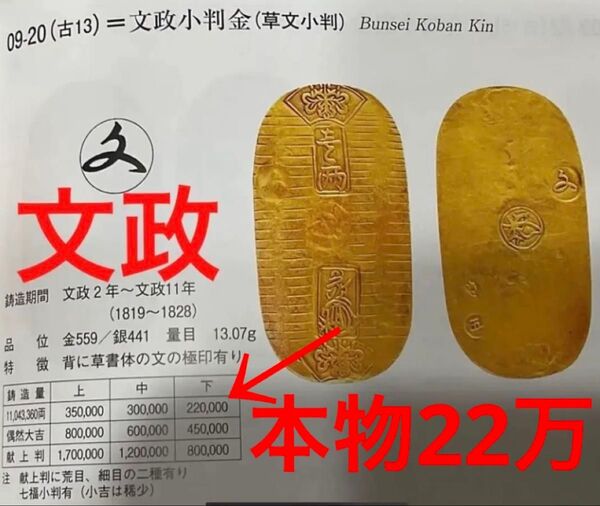 09-20(古13)=文政小判金(草文小判) Bunsei Koban Kin
文
文政
鋳造期間 文政2年～文政11年
(1819～1828)
品位 金559/銀441 量目 13.07g
特徴 背に草書体の文の極印有り
鋳造量 上 中 下
11,043,360両 350,000 300,000 220,000
偶然大吉 800,000 600,000 450,000
献上判 1,700,000 1,200,000 800,000
注 献上判に荒目、細目の二種有り
七福小判有(小吉は稀少)
本物22万
壹两
文